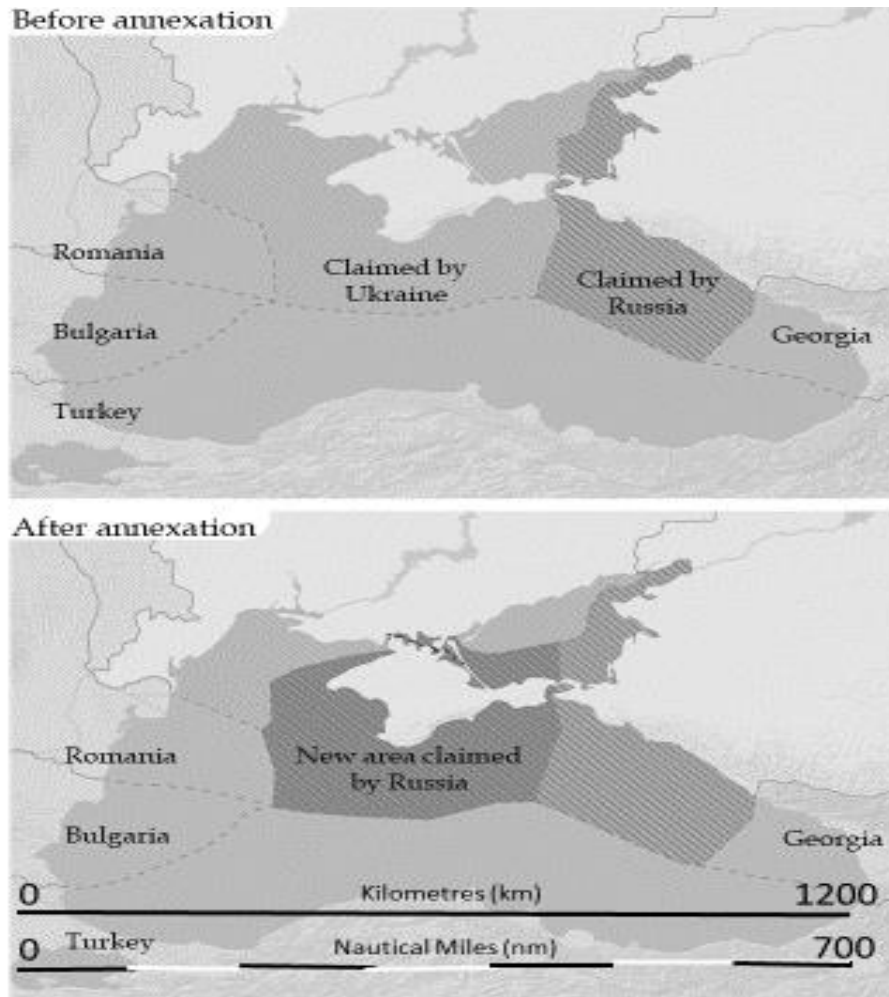 Before annexation
Romania
Claimed by
Ukraine
Claimed by
Russia
Bulgaria
Georgia
Turkey
After annexation
Romania
New area claimed
by Russia
Bulgaria
Georgia
0 Kilometres (km) 1200
0 Turkey Nautical Miles (nm) 700